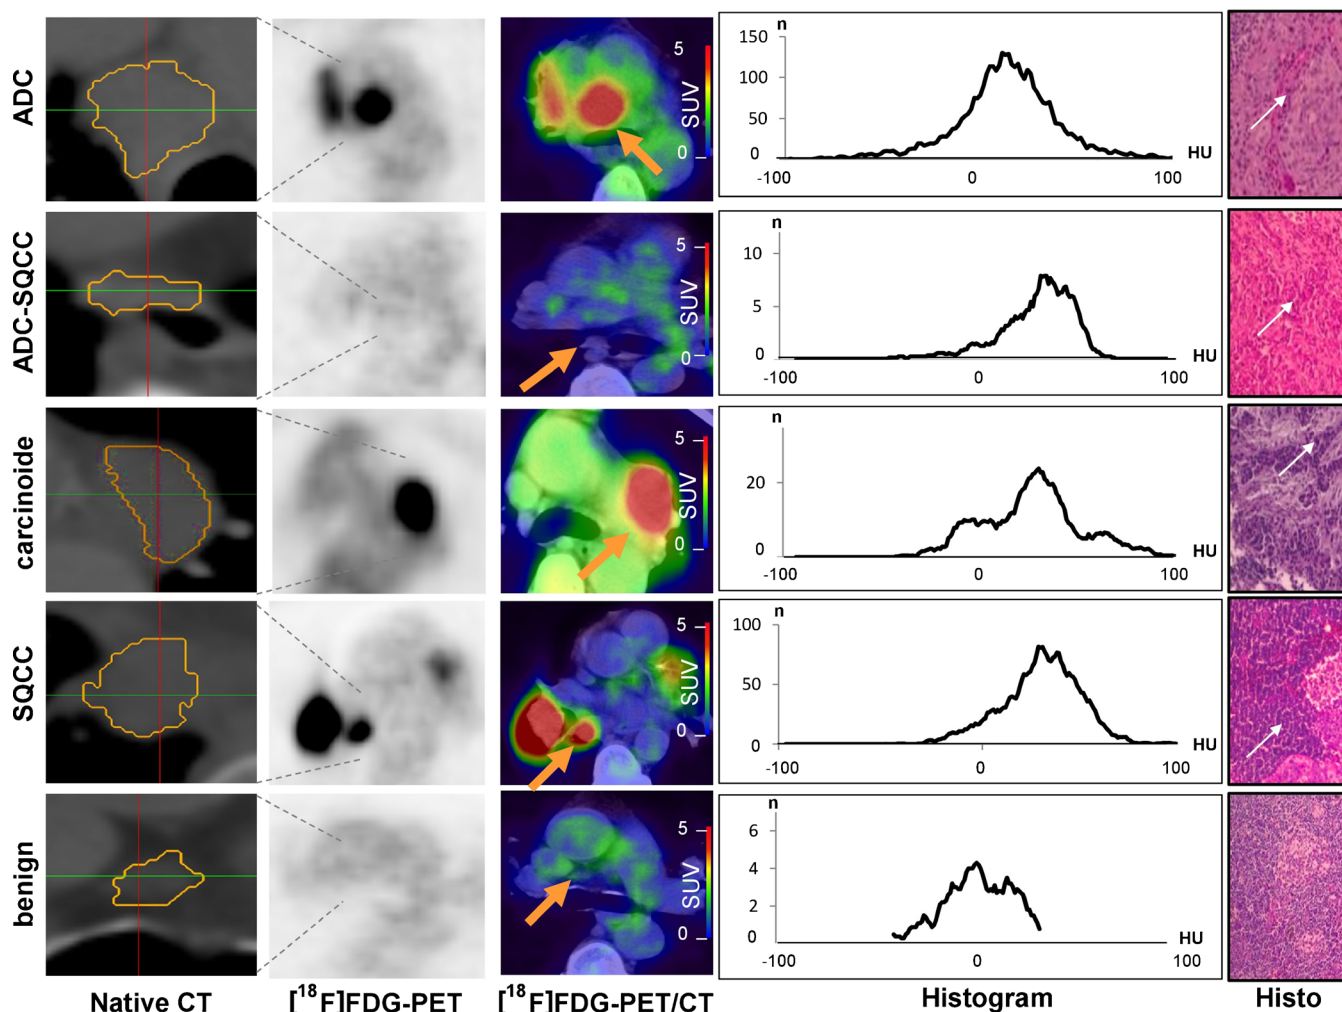 ADC
5
SUV
0
n
150
100
50
0
-100
0
100
HU
ADC-SQCC
5
SUV
0
n
10
5
0
-100
0
100
HU
carcinoide
5
SUV
0
n
20
0
-100
0
100
HU
SQCC
5
SUV
0
n
100
50
0
-100
0
100
HU
benign
5
SUV
0
n
6
4
2
0
-100
0
100
HU
Native CT
[¹⁸F]FDG-PET
[¹⁸F]FDG-PET/CT
Histogram
Histo